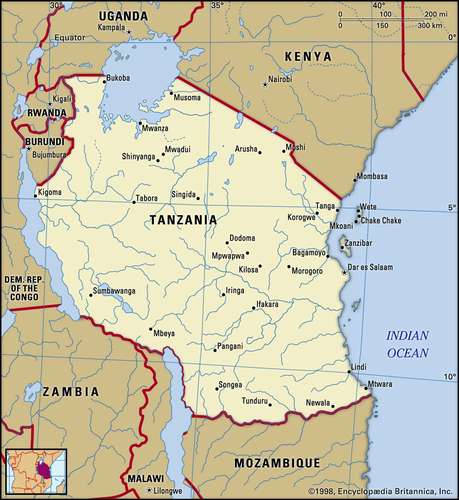 30°
UGANDA
Kampala
35°
40°
0 100 200 mi
0 150 300 km
Equator
KENYA
Bukoba
Nairobi
Kigali
RWANDA
Musoma
BURUNDI
Mwanza
Bujumbura
Mwadui
Shinyanga
Arusha
Moshi
Mombasa
Kigoma
Tabora
Singida
Tanga
Wete
5°
TANZANIA
Korogwe
Mkoani
Chake Chake
Dodoma
Zanzibar
Mpwapwa
Bagamoyo
Kilosa
Morogoro
Dar es Salaam
DEM. REP.
OF THE
CONGO
Sumbawanga
Iringa
Ifakara
5°
Mbeya
INDIAN
OCEAN
Pangani
Lindi
10°
ZAMBIA
Songea
Mtwara
Tunduru
Newala
MALAWI
Lilongwe
MOZAMBIQUE
©1998, Encyclopædia Britannica, Inc.